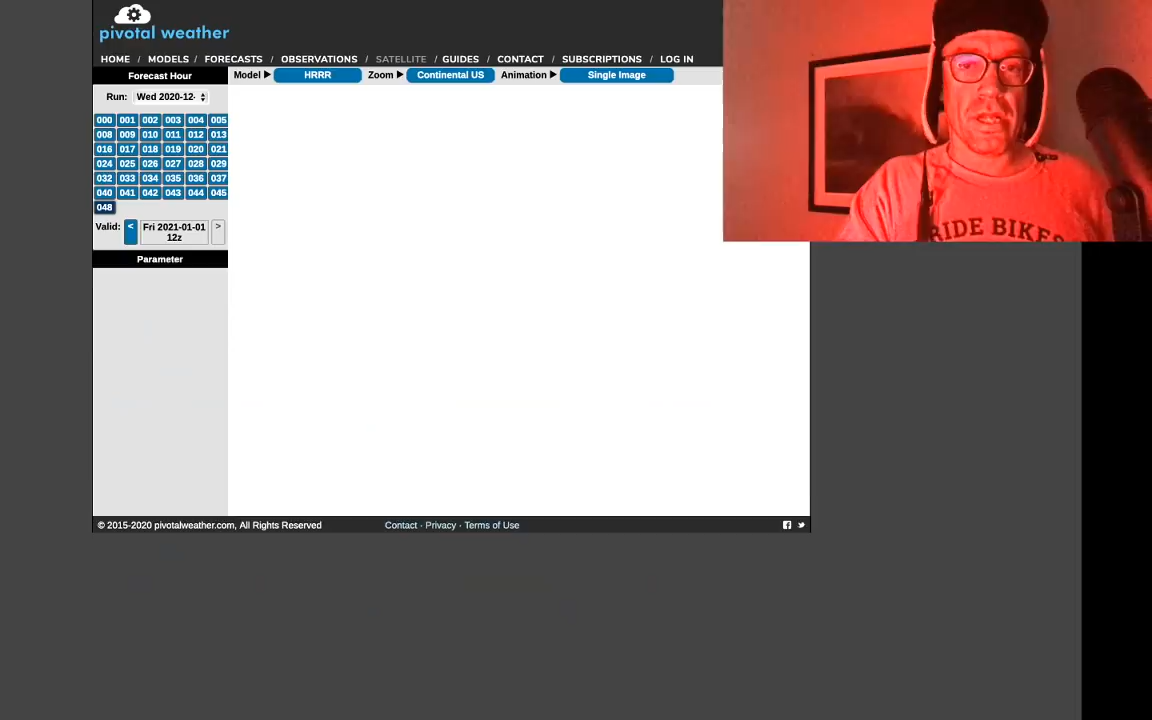 pivotal weather
HOME / MODELS / FORECASTS / OBSERVATIONS / SATELLITE / GUIDES / CONTACT / SUBSCRIPTIONS / LOG IN
Forecast Hour
Model HRRR Zoom Continental US Animation Single Image
Run: Wed 2020-12-
000 001 002 003 004 005
008 009 010 011 012 013
016 017 018 019 020 021
024 025 026 027 028 029
032 033 034 035 036 037
040 041 042 043 044 045
048
Valid: < Fri 2021-01-01 >
12z
Parameter
RIDE BIKES
© 2015-2020 pivotalweather.com, All Rights Reserved
Contact · Privacy · Terms of Use